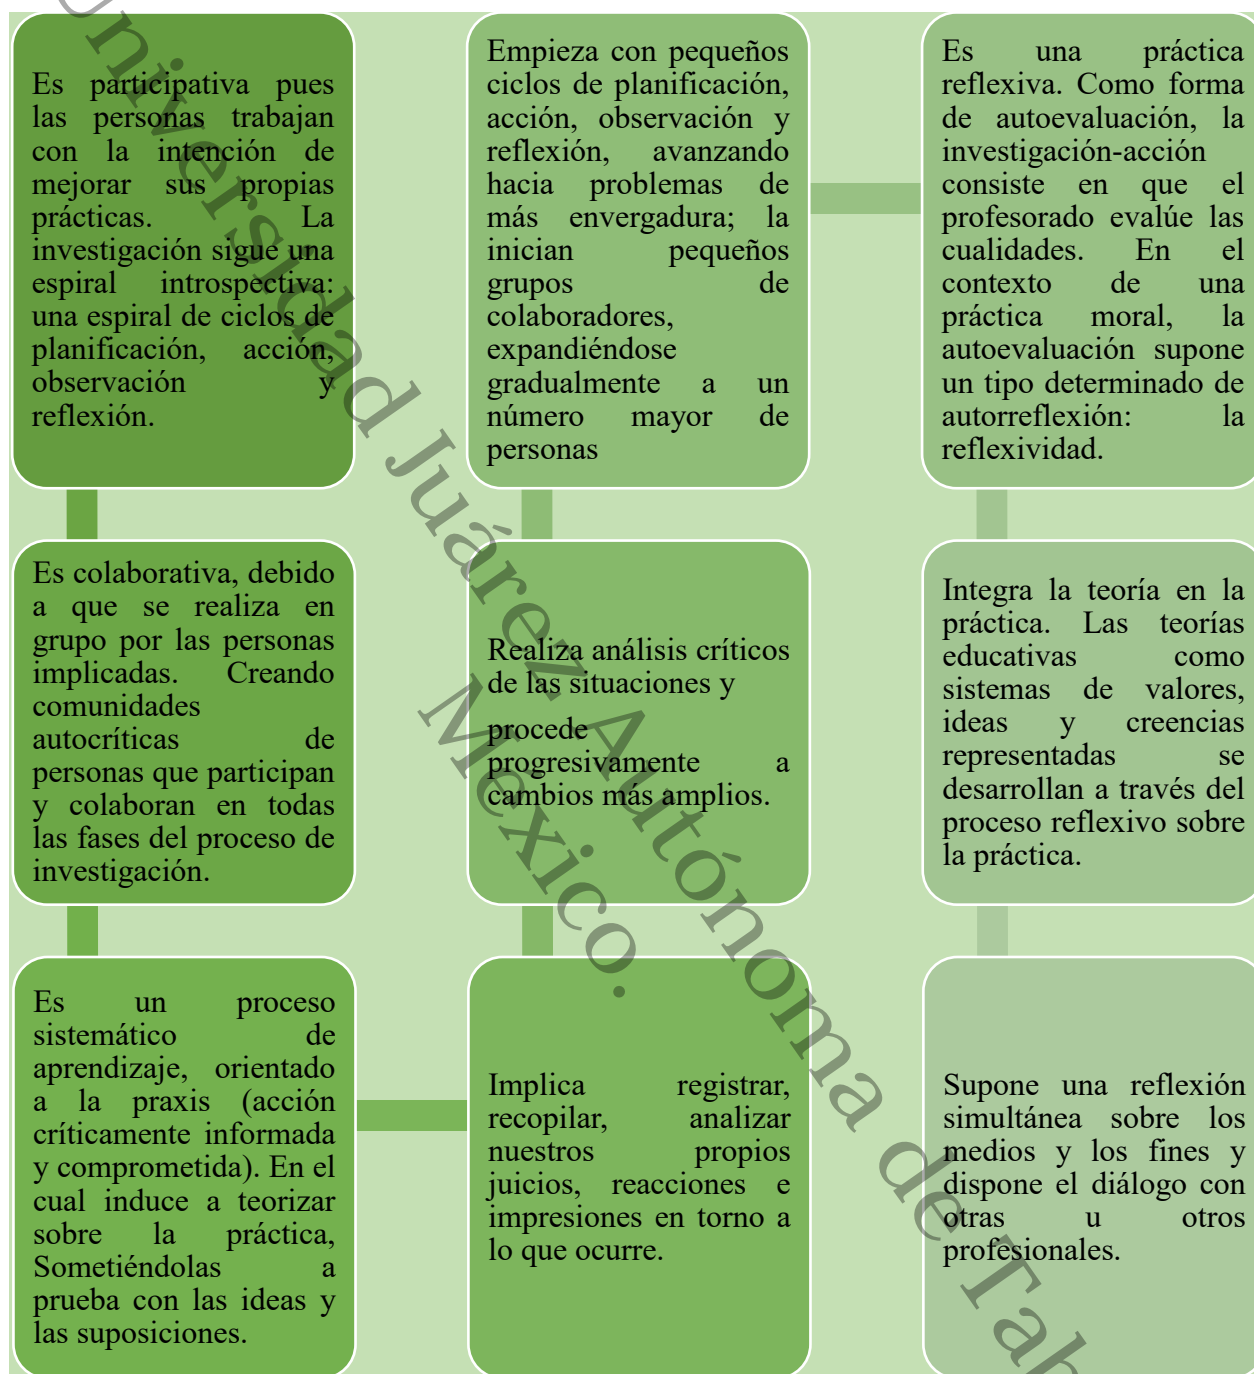 Es participativa pues
las personas trabajan
con la intención de
mejorar sus propias
prácticas. La
investigación sigue una
espiral introspectiva:
una espiral de ciclos de
planificación, acción,
observación y
reflexión.
Es colaborativa, debido
a que se realiza en
grupo por las personas
implicadas. Creando
comunidades
autocríticas de
personas que participan
y colaboran en todas
las fases del proceso de
investigación.
Es un proceso
sistemático de
aprendizaje, orientado
a la praxis (acción
críticamente informada
y comprometida). En el
cual induce a teorizar
sobre la práctica,
Sometiéndolas a
prueba con las ideas y
las suposiciones.
Implica registrar,
recopilar, analizar
nuestros propios
juicios, reacciones e
impresiones en torno a
lo que ocurre.
Realiza análisis críticos
de las situaciones y
procede
progresivamente a
cambios más amplios.
Empieza con pequeños
ciclos de planificación,
acción, observación y
reflexión, avanzando
hacia problemas de
más envergadura; la
inician pequeños
grupos de
colaboradores,
expandiéndose
gradualmente a un
número mayor de
personas
Es una práctica
reflexiva. Como forma
de autoevaluación, la
investigación-acción
consiste en que el
profesorado evalúe las
cualidades. En el
contexto de una
práctica moral, la
autoevaluación supone
un tipo determinado de
autorreflexión: la
reflexividad.
Integra la teoría en la
práctica. Las teorías
educativas como
sistemas de valores,
ideas y creencias
representadas se
desarrollan a través del
proceso reflexivo sobre
la práctica.
Supone una reflexión
simultánea sobre los
medios y los fines y
dispone el diálogo con
otras u otros
profesionales.
Universidad Juárez Autónoma de Tab
México.